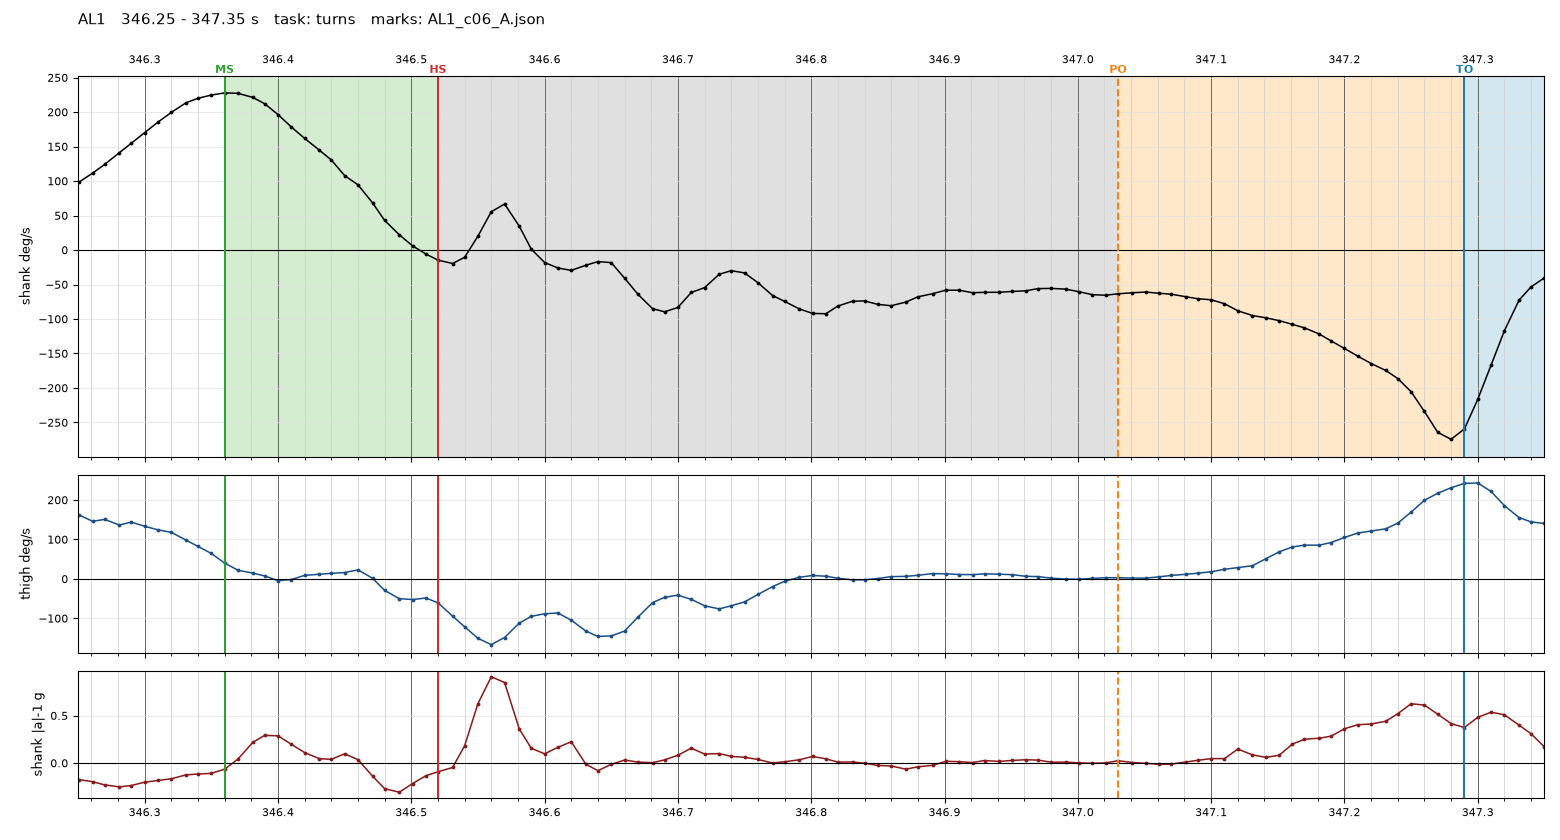 AL1   346.25 - 347.35 s   task: turns   marks: AL1_c06_A.json
346.3 346.4 346.5 346.6 346.7 346.8 346.9 347.0 347.1 347.2 347.3
MS HS PO TO
250
200
150
100
50
0
−50
−100
−150
−200
−250
shank deg/s
200
100
0
−100
thigh deg/s
0.5
0.0
shank |a|-1 g
346.3 346.4 346.5 346.6 346.7 346.8 346.9 347.0 347.1 347.2 347.3